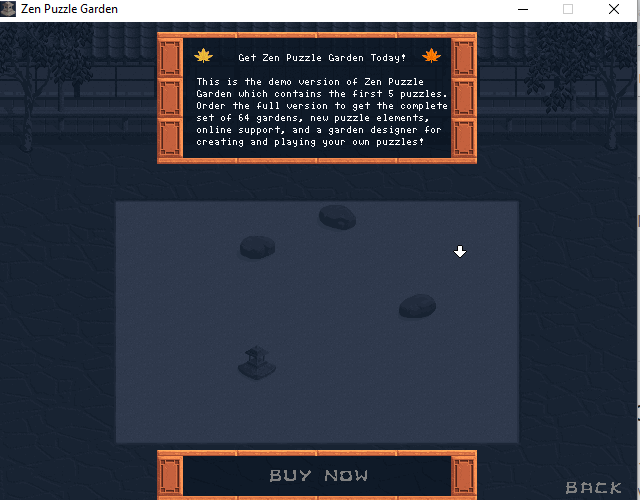 Zen Puzzle Garden
Get Zen Puzzle Garden Today!
This is the demo version of Zen Puzzle
Garden which contains the first 5 puzzles.
Order the full version to get the complete
set of 64 gardens, new puzzle elements,
online support, and a garden designer for
creating and playing your own puzzles!
BUY NOW
BACK